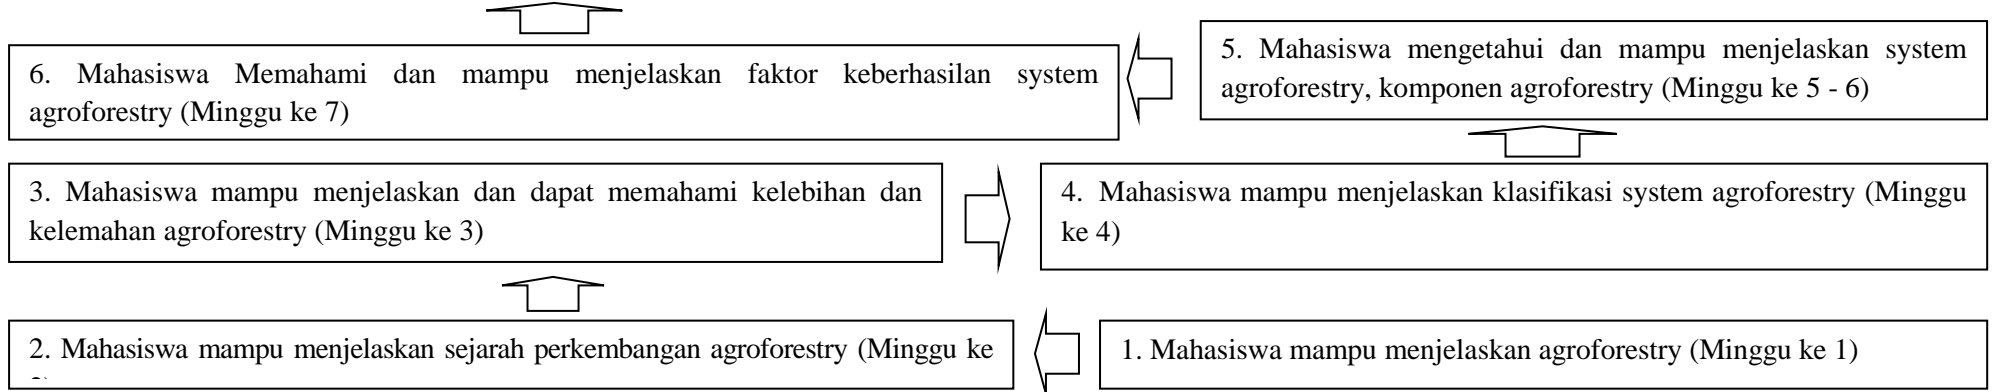 6. Mahasiswa Memahami dan mampu menjelaskan faktor keberhasilan system
agroforestry (Minggu ke 7)
5. Mahasiswa mengetahui dan mampu menjelaskan system
agroforestry, komponen agroforestry (Minggu ke 5 - 6)
3. Mahasiswa mampu menjelaskan dan dapat memahami kelebihan dan
kelemahan agroforestry (Minggu ke 3)
4. Mahasiswa mampu menjelaskan klasifikasi system agroforestry (Minggu
ke 4)
2. Mahasiswa mampu menjelaskan sejarah perkembangan agroforestry (Minggu ke
1. Mahasiswa mampu menjelaskan agroforestry (Minggu ke 1)